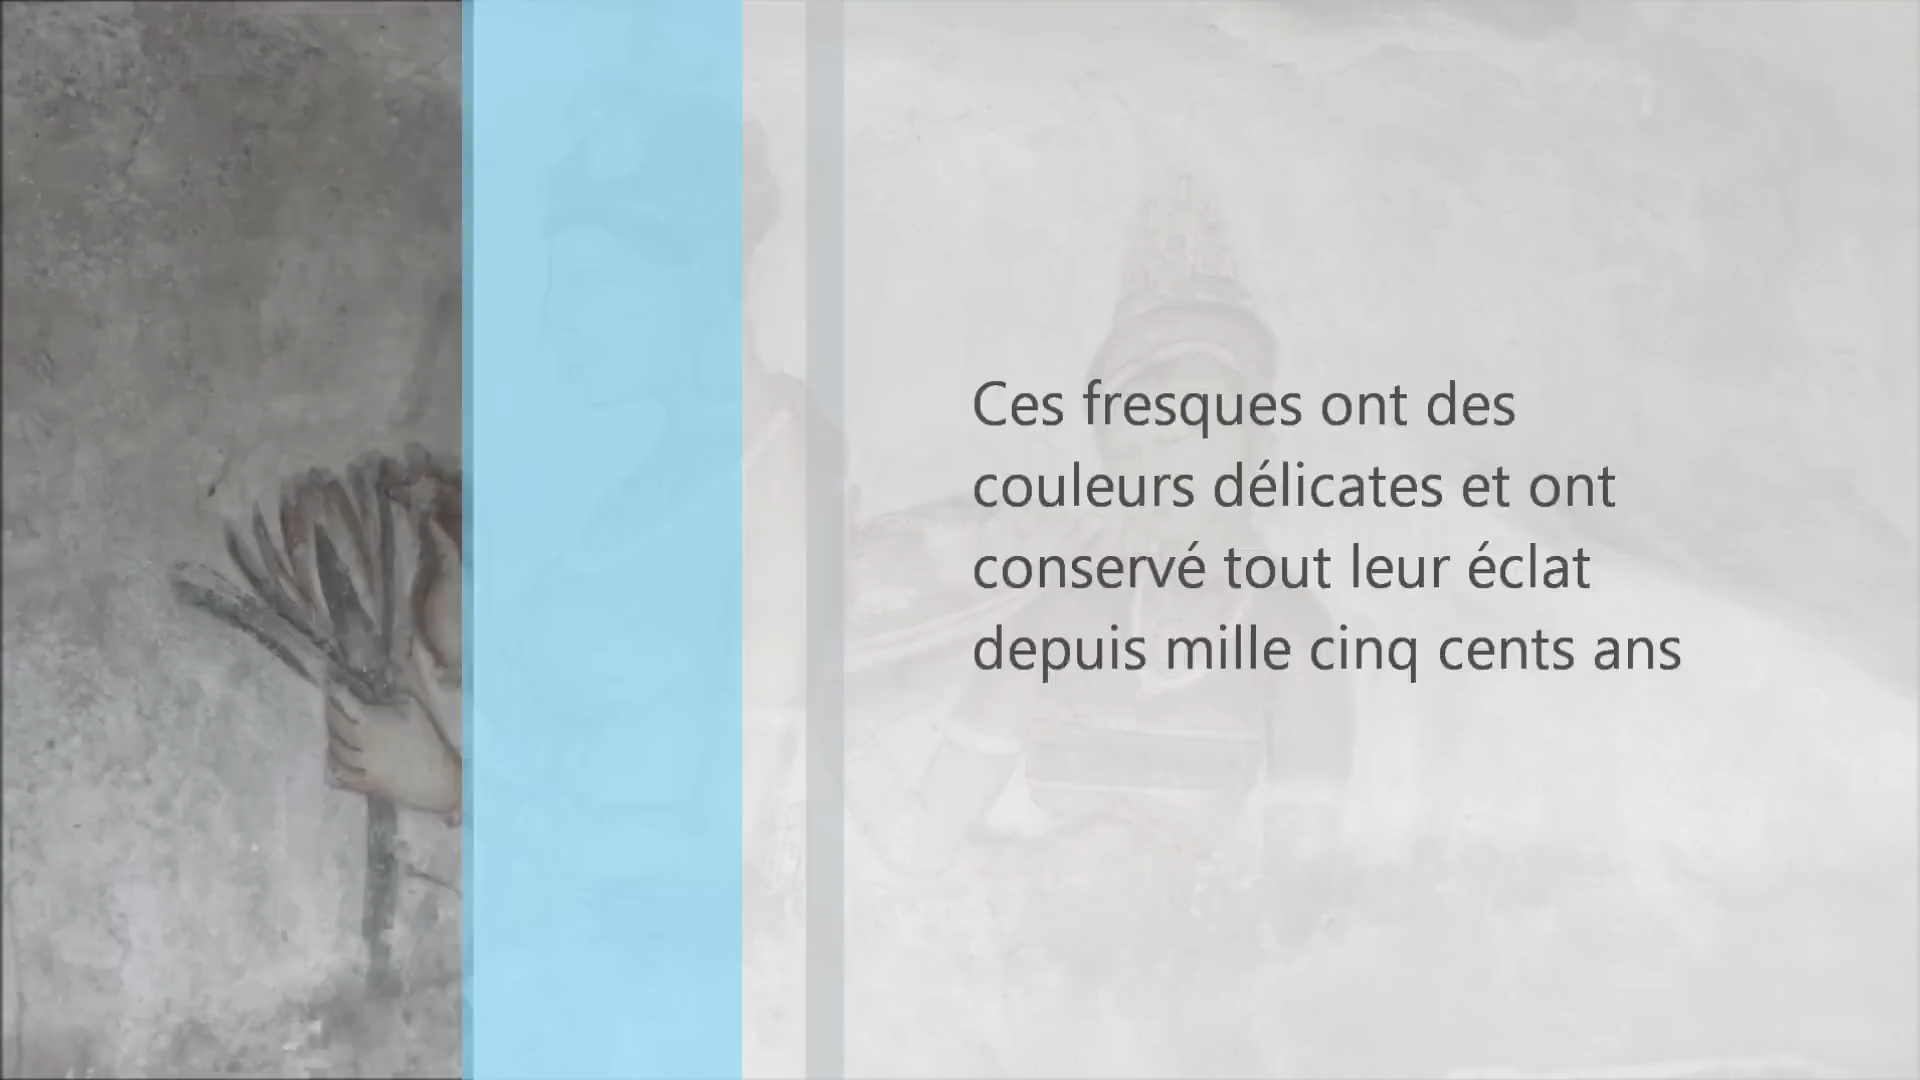 Ces fresques ont des
couleurs délicates et ont
conservé tout leur éclat
depuis mille cinq cents ans